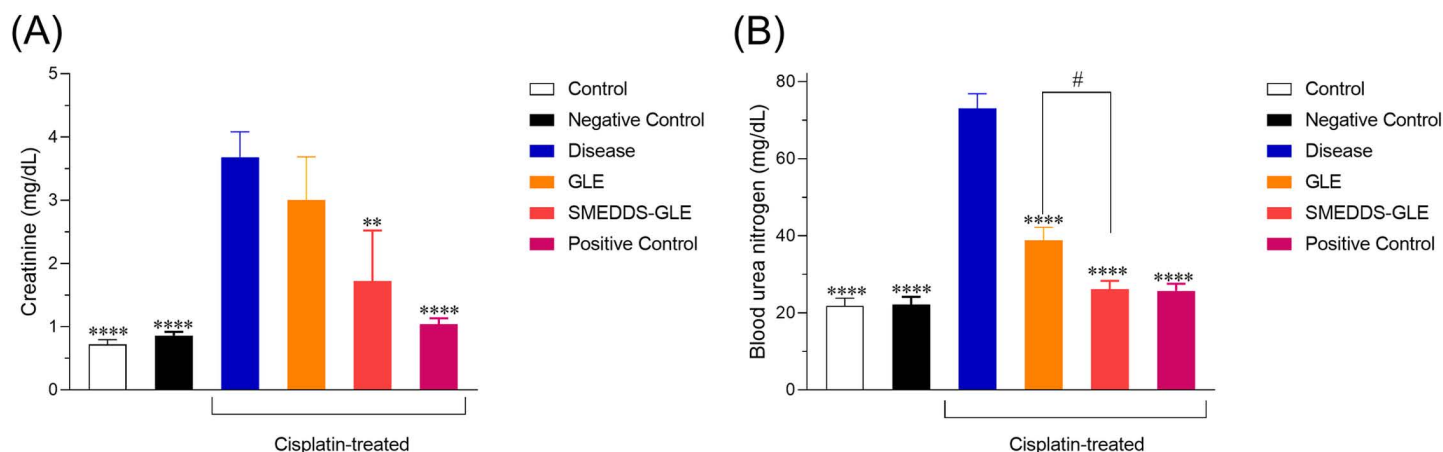 (A)
Creatinine (mg/dL)
5
4
3
2
1
0
****
****
**
****
Cisplatin-treated
Control
Negative Control
Disease
GLE
SMEDDS-GLE
Positive Control
(B)
Blood urea nitrogen (mg/dL)
80
60
40
20
0
****
****
****
****
****
#
Cisplatin-treated
Control
Negative Control
Disease
GLE
SMEDDS-GLE
Positive Control